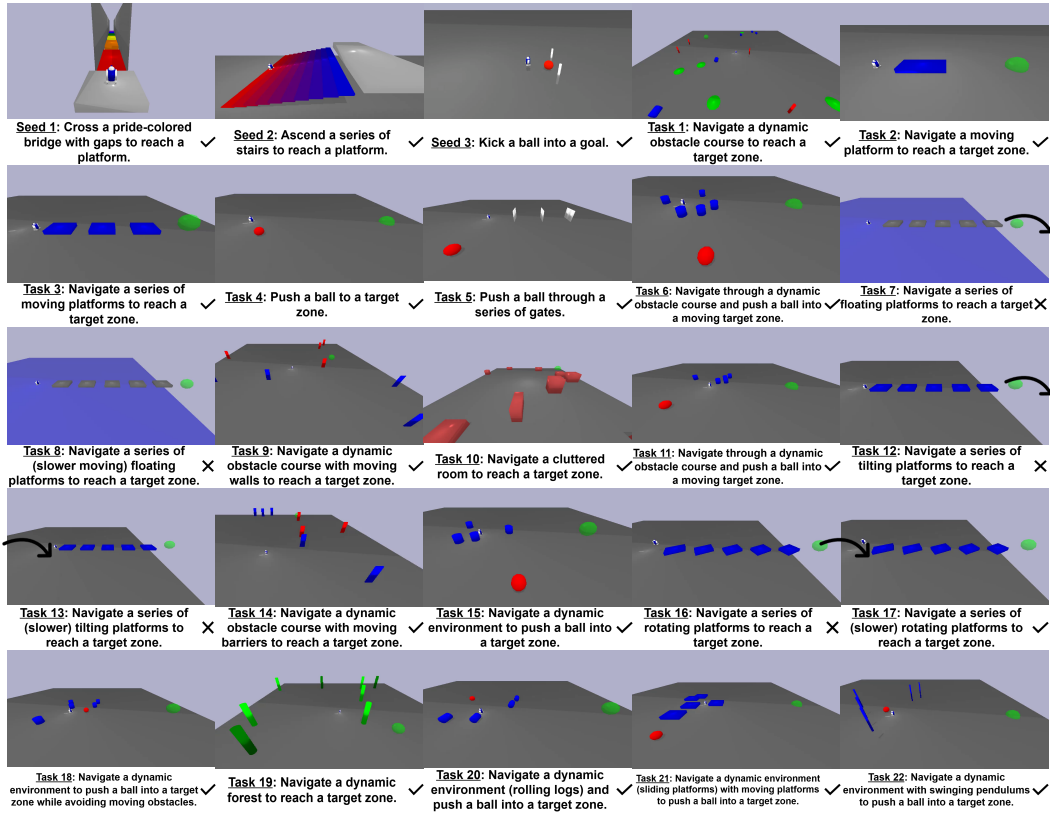 Seed 1: Cross a pride-colored
bridge with gaps to reach a
platform.
Seed 2: Ascend a series of
stairs to reach a platform.
Seed 3: Kick a ball into a goal.
Task 1: Navigate a dynamic
obstacle course to reach a
target zone.
Task 2: Navigate a moving
platform to reach a target zone.
Task 3: Navigate a series of
moving platforms to reach a
target zone.
Task 4: Push a ball to a target
zone.
Task 5: Push a ball through a
series of gates.
Task 6: Navigate through a dynamic
obstacle course and push a ball into
a moving target zone.
Task 7: Navigate a series of
floating platforms to reach a target
zone.
Task 8: Navigate a series of
(slower moving) floating
platforms to reach a target zone.
Task 9: Navigate a dynamic
obstacle course with moving
walls to reach a target zone.
Task 10: Navigate a cluttered
room to reach a target zone.
Task 11: Navigate through a dynamic
obstacle course and push a ball into
a moving target zone.
Task 12: Navigate a series of
tilting platforms to reach a
target zone.
Task 13: Navigate a series of
(slower) tilting platforms to
reach a target zone.
Task 14: Navigate a dynamic
obstacle course with moving
barriers to reach a target zone.
Task 15: Navigate a dynamic
environment to push a ball into
a target zone.
Task 16: Navigate a series of
rotating platforms to reach a
target zone.
Task 17: Navigate a series of
(slower) rotating platforms to
reach a target zone.
Task 18: Navigate a dynamic
environment to push a ball into a target
zone while avoiding moving obstacles.
Task 19: Navigate a dynamic
forest to reach a target zone.
Task 20: Navigate a dynamic
environment (rolling logs) and
push a ball into a target zone.
Task 21: Navigate a dynamic environment
(sliding platforms) with moving platforms
to push a ball into a target zone.
Task 22: Navigate a dynamic
environment with swinging pendulums
to push a ball into a target zone.